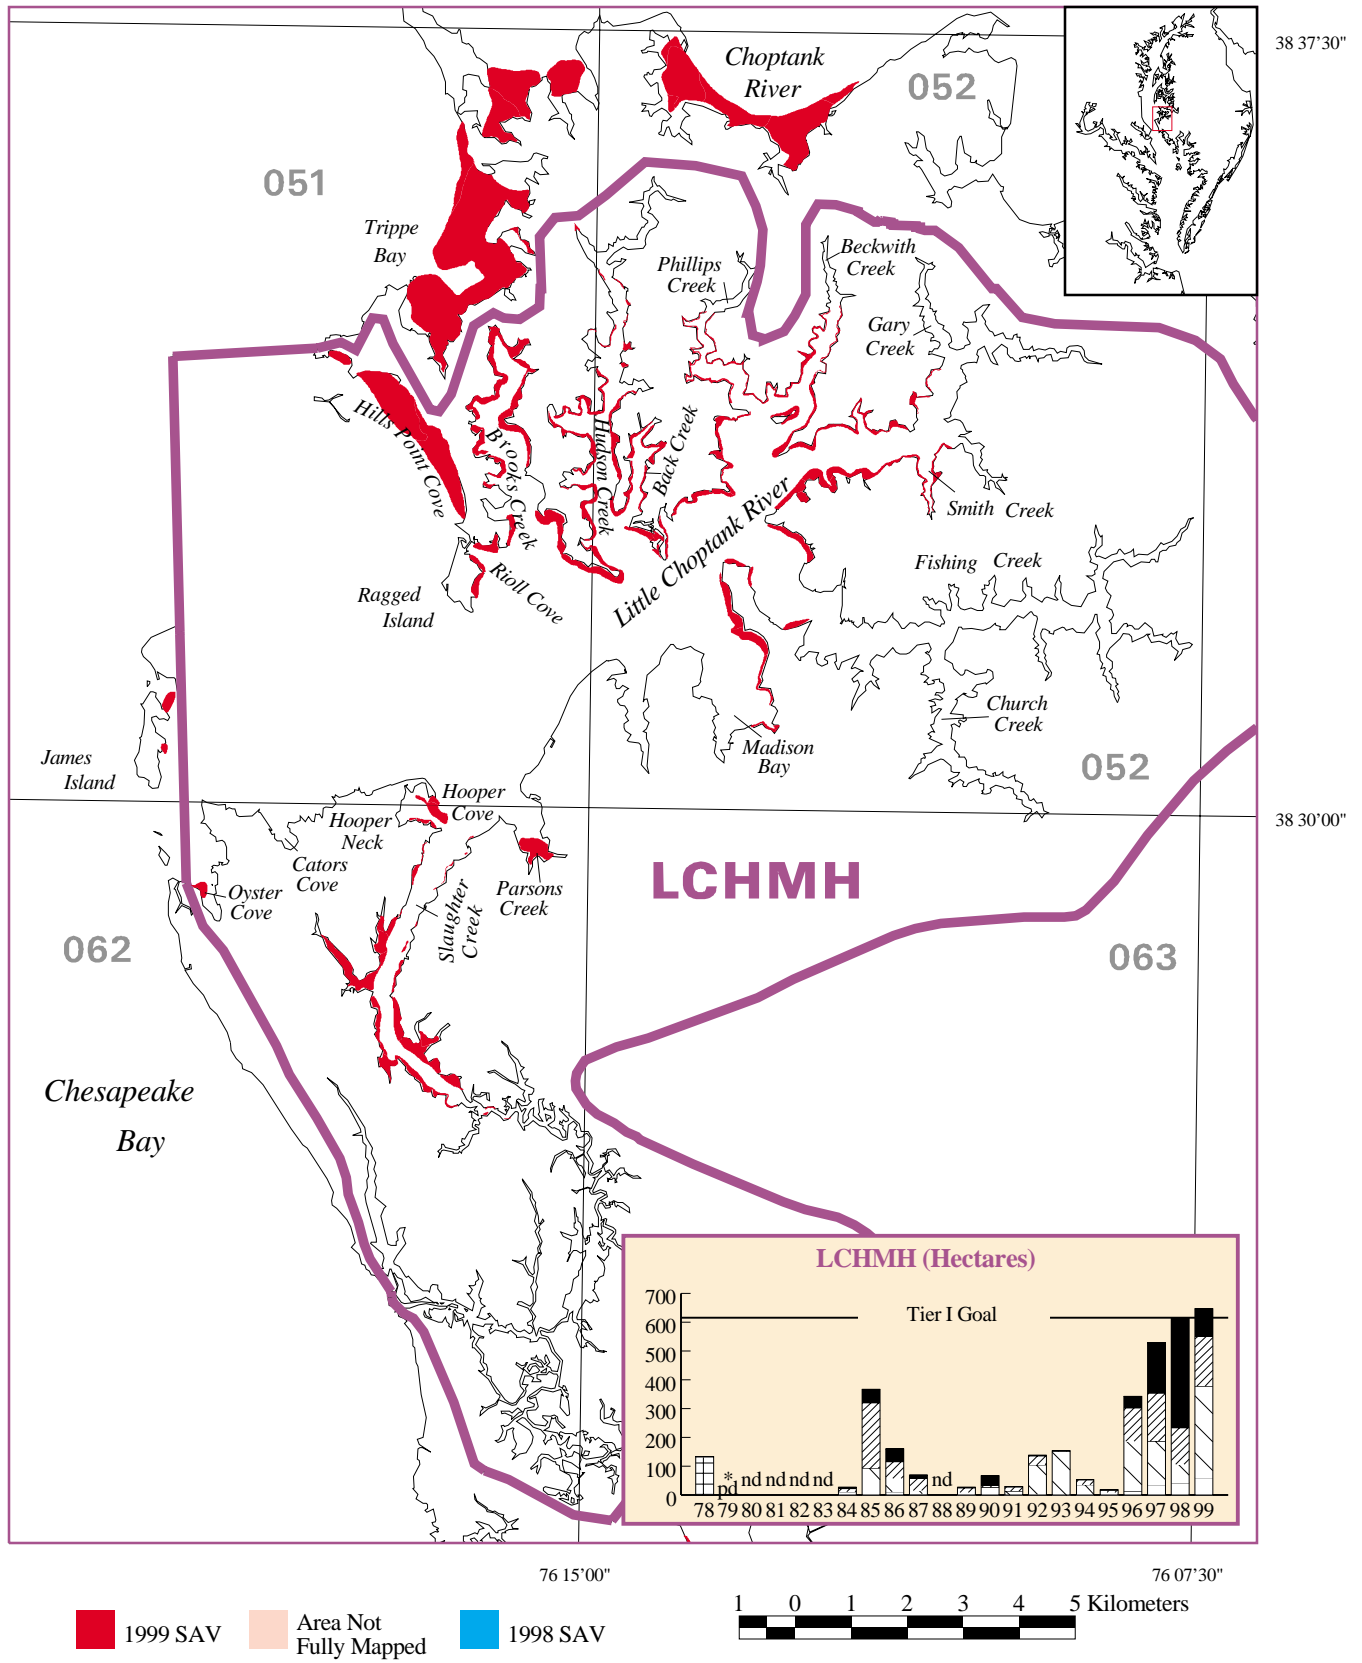 38 37'30"
Choptank
River
052
051
Trippe
Bay
Beckwith
Creek
Phillips
Creek
Gary
Creek
Hills Point Cove
Brooks Creek
Hudson Creek
Back Creek
Smith Creek
Little Choptank River
Fishing Creek
Rioll Cove
Ragged
Island
Church
Creek
Madison
Bay
052
James
Island
Hooper
Cove
Hooper
Neck
38 30'00"
Cators
Cove
Parsons
Creek
LCHMH
Oyster
Cove
Slaughter
Creek
062
063
Chesapeake
Bay
LCHMH (Hectares)
700
Tier I Goal
600
500
400
300
200
100
0
*
pd
nd nd nd nd
nd
78 79 80 81 82 83 84 85 86 87 88 89 90 91 92 93 94 95 96 97 98 99
76 15'00"
76 07'30"
1999 SAV
Area Not
Fully Mapped
1998 SAV
1 0 1 2 3 4 5 Kilometers